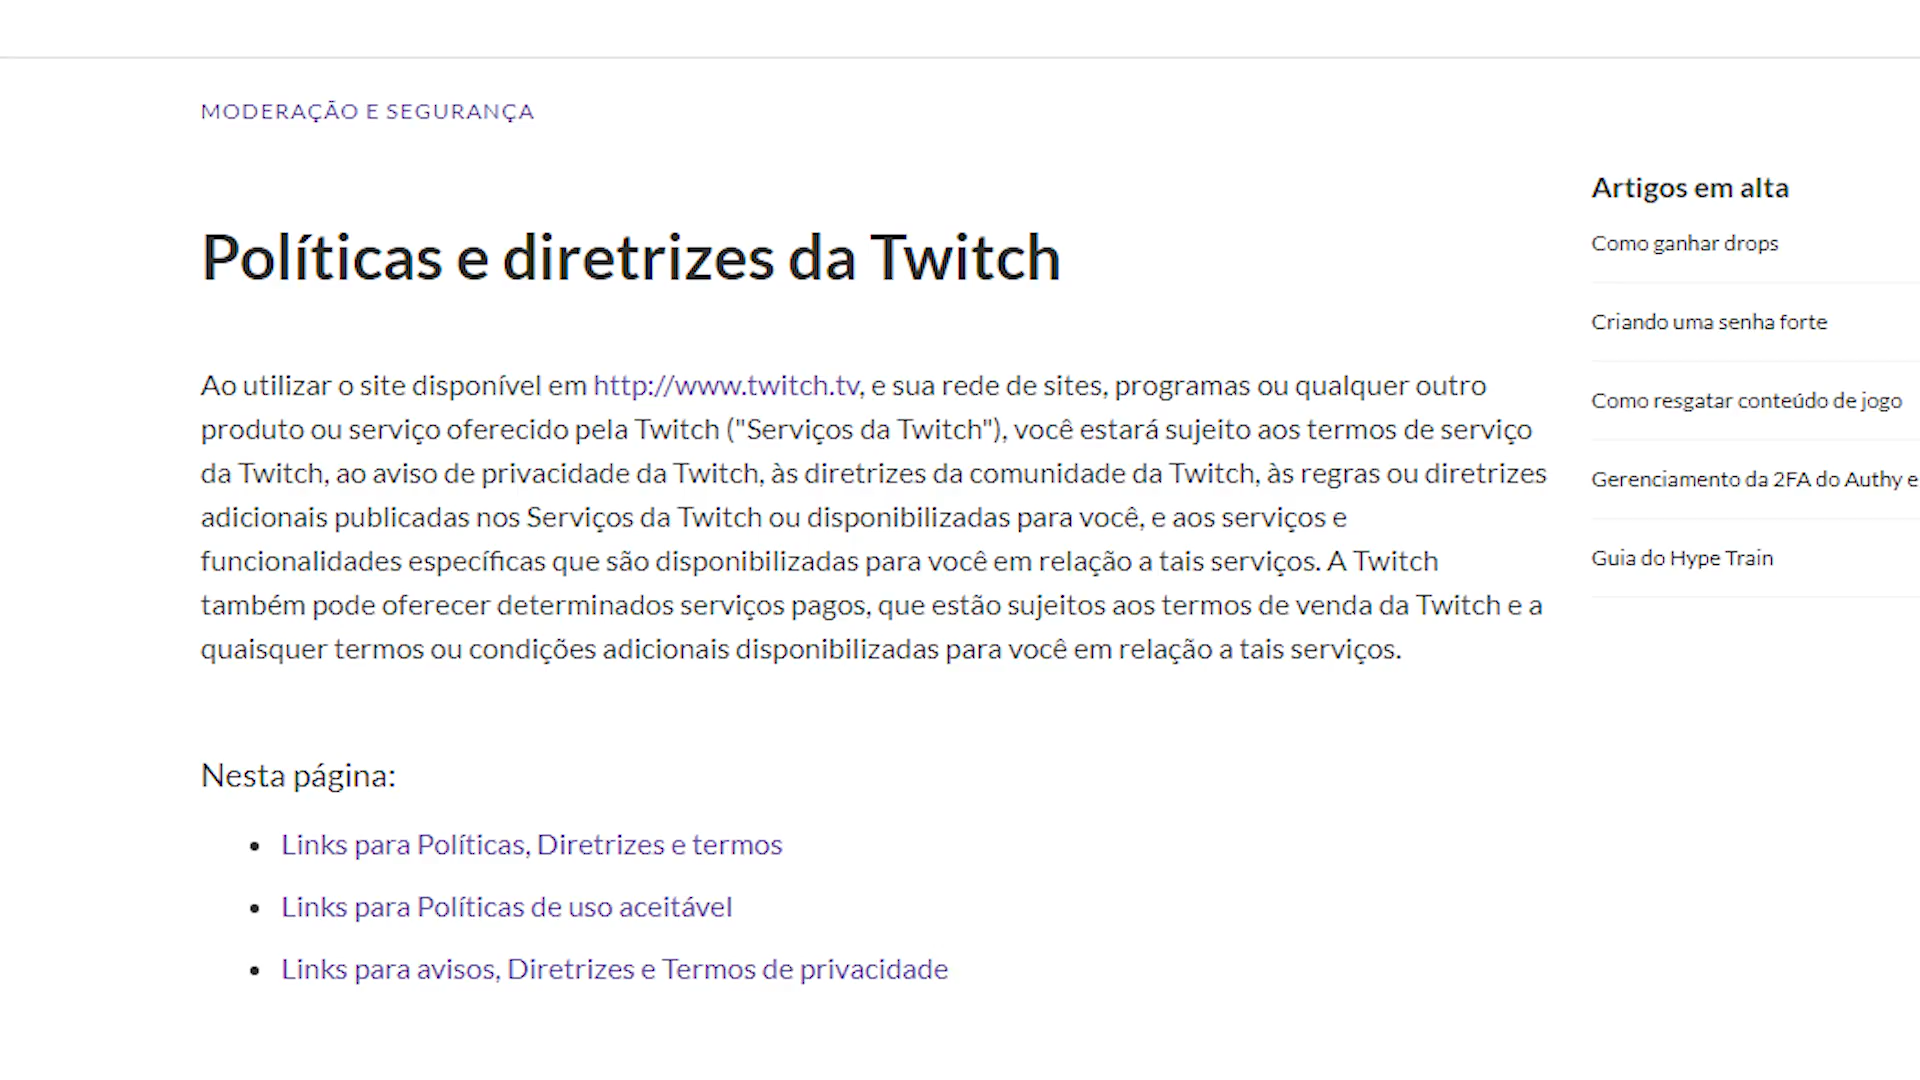 MODERAÇÃO E SEGURANÇA
Políticas e diretrizes da Twitch
Ao utilizar o site disponível em http://www.twitch.tv, e sua rede de sites, programas ou qualquer outro
produto ou serviço oferecido pela Twitch ("Serviços da Twitch"), você estará sujeito aos termos de serviço
da Twitch, ao aviso de privacidade da Twitch, às diretrizes da comunidade da Twitch, às regras ou diretrizes
adicionais publicadas nos Serviços da Twitch ou disponibilizadas para você, e aos serviços e
funcionalidades específicas que são disponibilizadas para você em relação a tais serviços. A Twitch
também pode oferecer determinados serviços pagos, que estão sujeitos aos termos de venda da Twitch e a
quaisquer termos ou condições adicionais disponibilizadas para você em relação a tais serviços.
Nesta página:
• Links para Políticas, Diretrizes e termos
• Links para Políticas de uso aceitável
• Links para avisos, Diretrizes e Termos de privacidade
Artigos em alta
Como ganhar drops
Criando uma senha forte
Como resgatar conteúdo de jogo
Gerenciamento da 2FA do Authy e
Guia do Hype Train